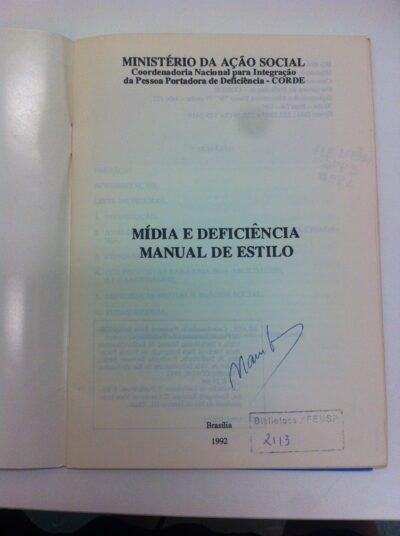 MINISTÉRIO DA AÇÃO SOCIAL
Coordenadoria Nacional para Integração
da Pessoa Portadora de Deficiência - CORDE
MÍDIA E DEFICIÊNCIA
MANUAL DE ESTILO
Biblioteca / FEUSP
2113
Brasília
1992